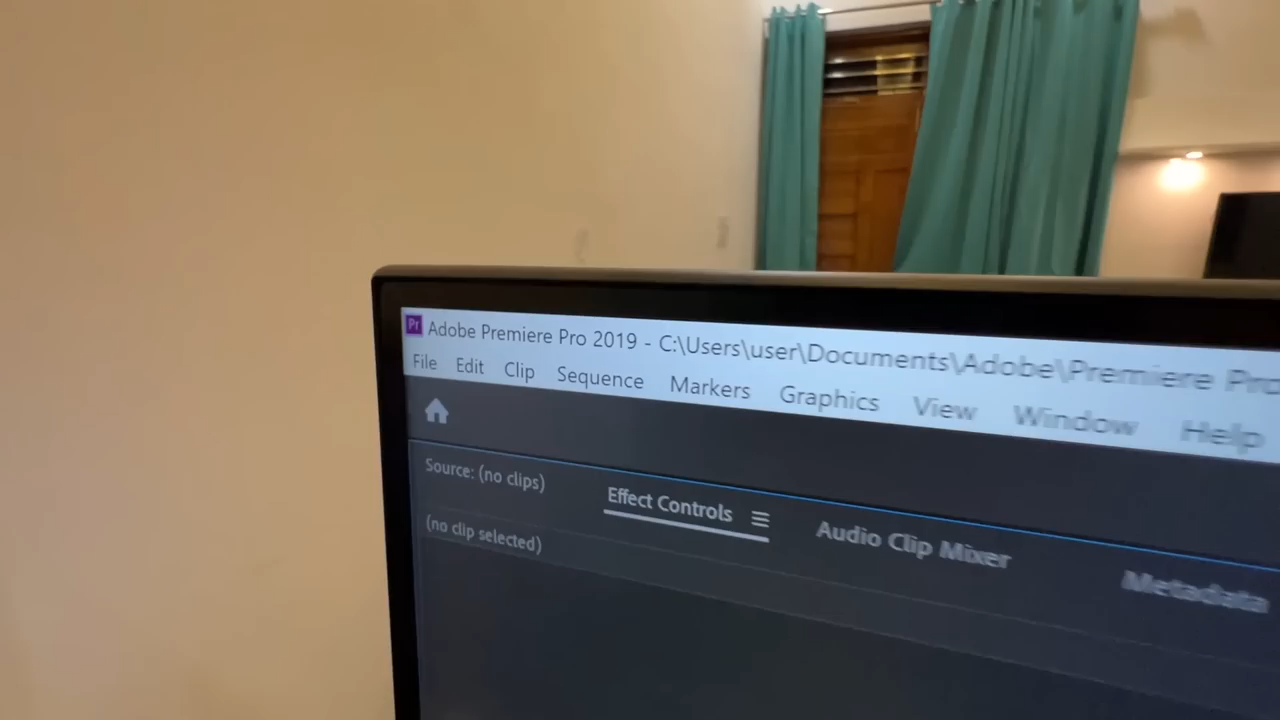 Pr Adobe Premiere Pro 2019 - C:\Users\user\Documents\Adobe\Premiere Pro
File Edit Clip Sequence Markers Graphics View Window Help
Source: (no clips) Effect Controls Audio Clip Mixer Metadata
(no clip selected)